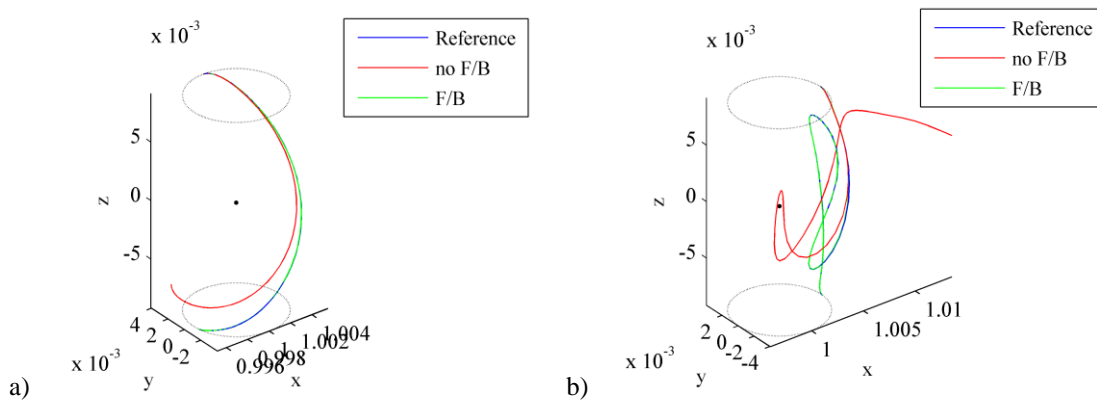 x 10⁻³
Reference
no F/B
F/B
5
0
-5
z
4
2
0
-2
x 10⁻³
y
0.996
0.998
1
1.002
1.004
x
a)
x 10⁻³
Reference
no F/B
F/B
5
0
-5
z
2
0
-2
-4
x 10⁻³
y
1
1.005
1.01
x
b)